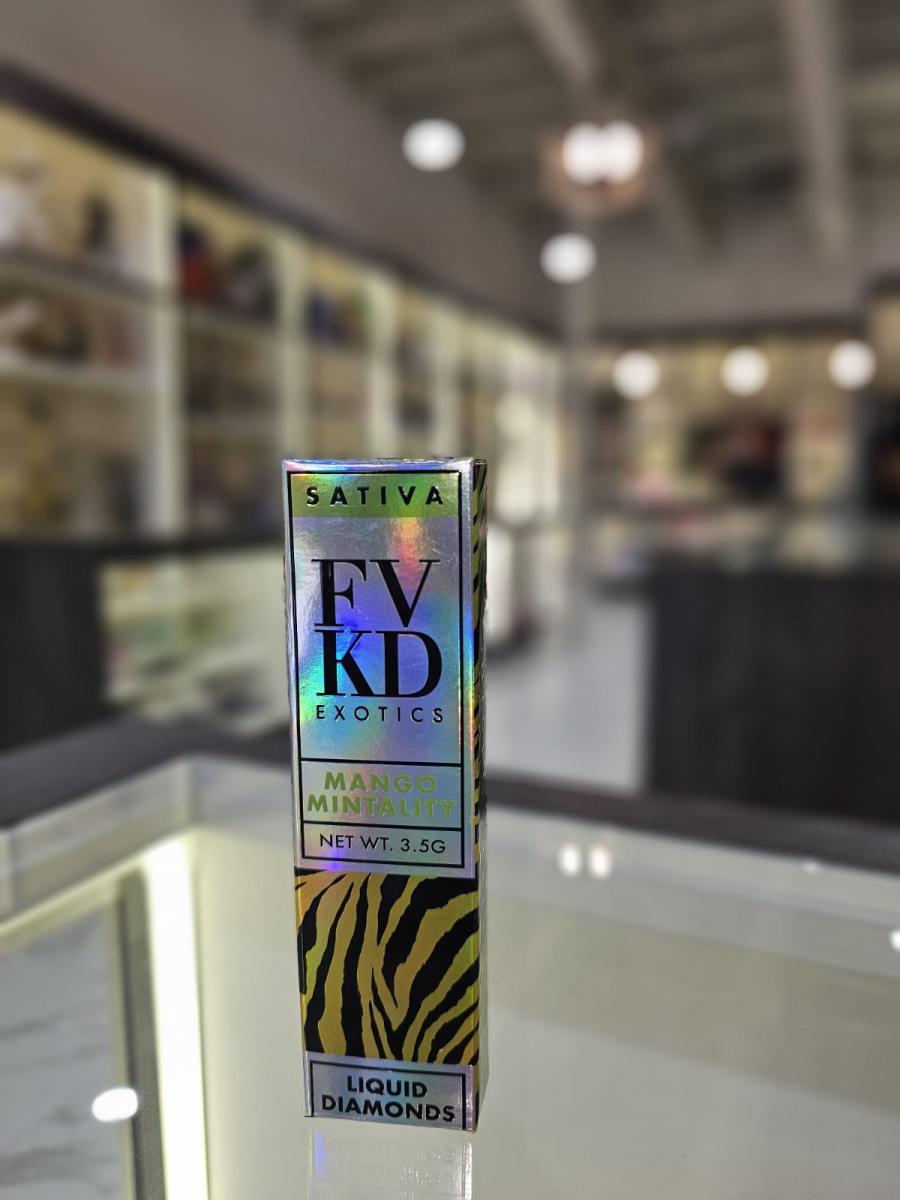 SATIVA
FV
KD
EXOTICS
MANGO
MINTALITY
NET WT. 3.5G
LIQUID
DIAMONDS